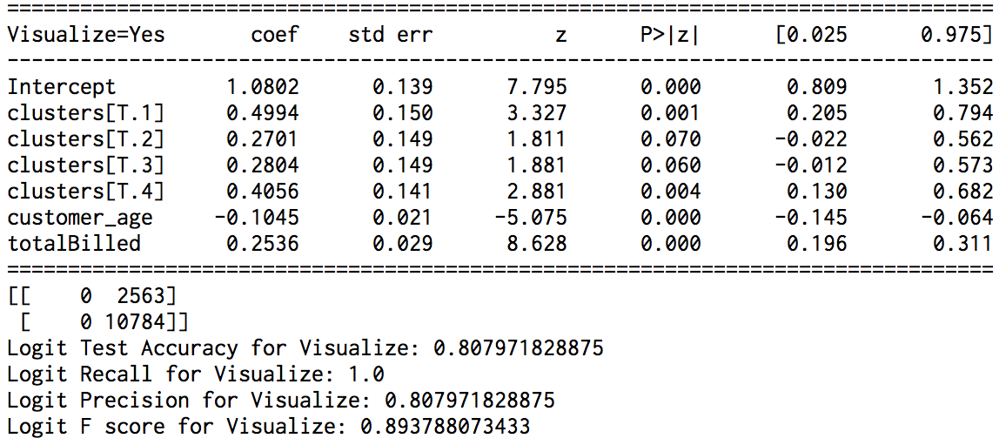 ==============================================================================
Visualize=Yes       coef    std err          z      P>|z|      [0.025      0.975]
------------------------------------------------------------------------------
Intercept         1.0802      0.139      7.795      0.000       0.809       1.352
clusters[T.1]     0.4994      0.150      3.327      0.001       0.205       0.794
clusters[T.2]     0.2701      0.149      1.811      0.070      -0.022       0.562
clusters[T.3]     0.2804      0.149      1.881      0.060      -0.012       0.573
clusters[T.4]     0.4056      0.141      2.881      0.004       0.130       0.682
customer_age     -0.1045      0.021     -5.075      0.000      -0.145      -0.064
totalBilled       0.2536      0.029      8.628      0.000       0.196       0.311
==============================================================================
[[    0  2563]
 [    0 10784]]
Logit Test Accuracy for Visualize: 0.807971828875
Logit Recall for Visualize: 1.0
Logit Precision for Visualize: 0.807971828875
Logit F score for Visualize: 0.893788073433